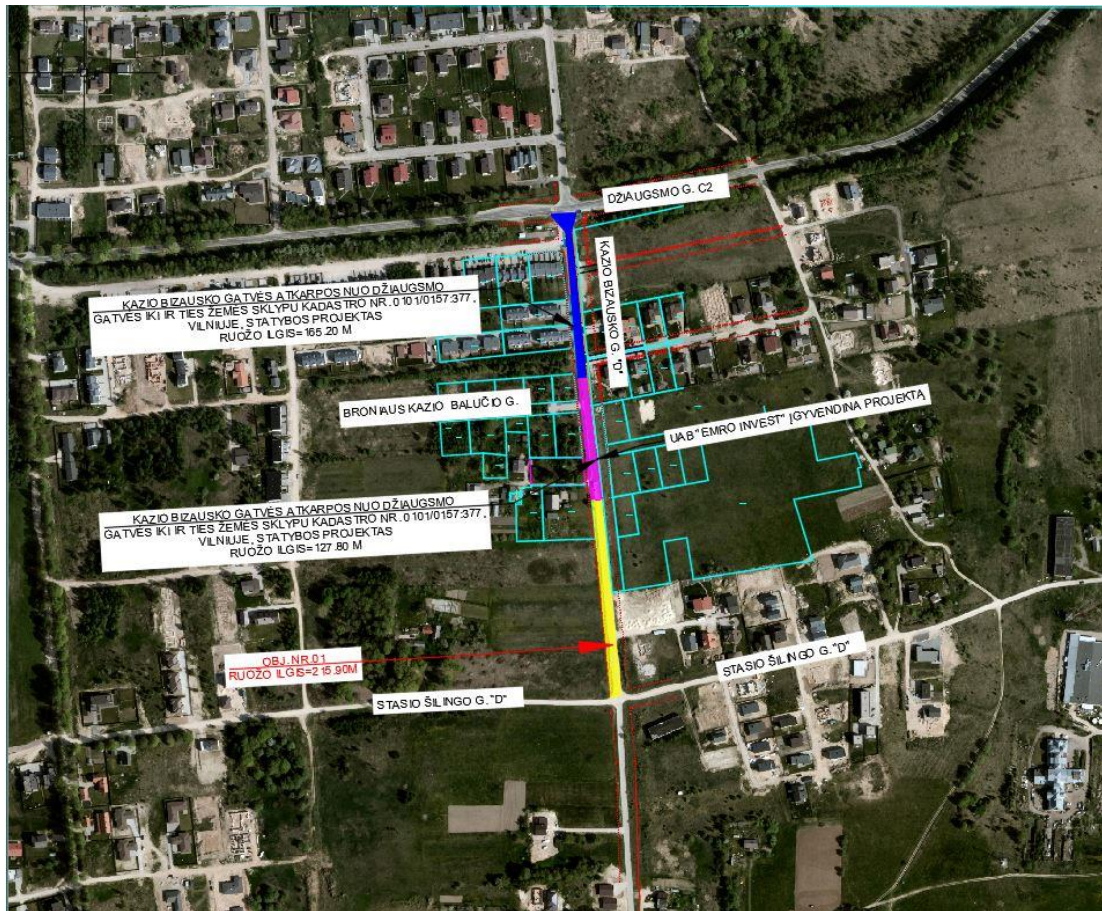 DŽIAUGSMO G. C2
KAZIO BIZAUSKO G. "D"
KAZIO BIZAUSKO GATVĖS ATKARPOS NUO DŽIAUGSMO
GATVĖS IKI IR TIES ŽEMĖS SKLYPU KADASTRO NR. 0101/0157:377,
VILNIUJE, STATYBOS PROJEKTAS
RUOŽO ILGIS=165.20 M
BRONIAUS KAZIO BALUČIO G.
UAB "EMRO INVEST" ĮGYVENDINA PROJEKTĄ
KAZIO BIZAUSKO GATVĖS ATKARPOS NUO DŽIAUGSMO
GATVĖS IKI IR TIES ŽEMĖS SKLYPU KADASTRO NR. 0101/0157:377,
VILNIUJE, STATYBOS PROJEKTAS
RUOŽO ILGIS=127.80 M
OBJ. NR.01
RUOŽO ILGIS=215.90M
STASIO ŠILINGO G. "D"
STASIO ŠILINGO G. "D"